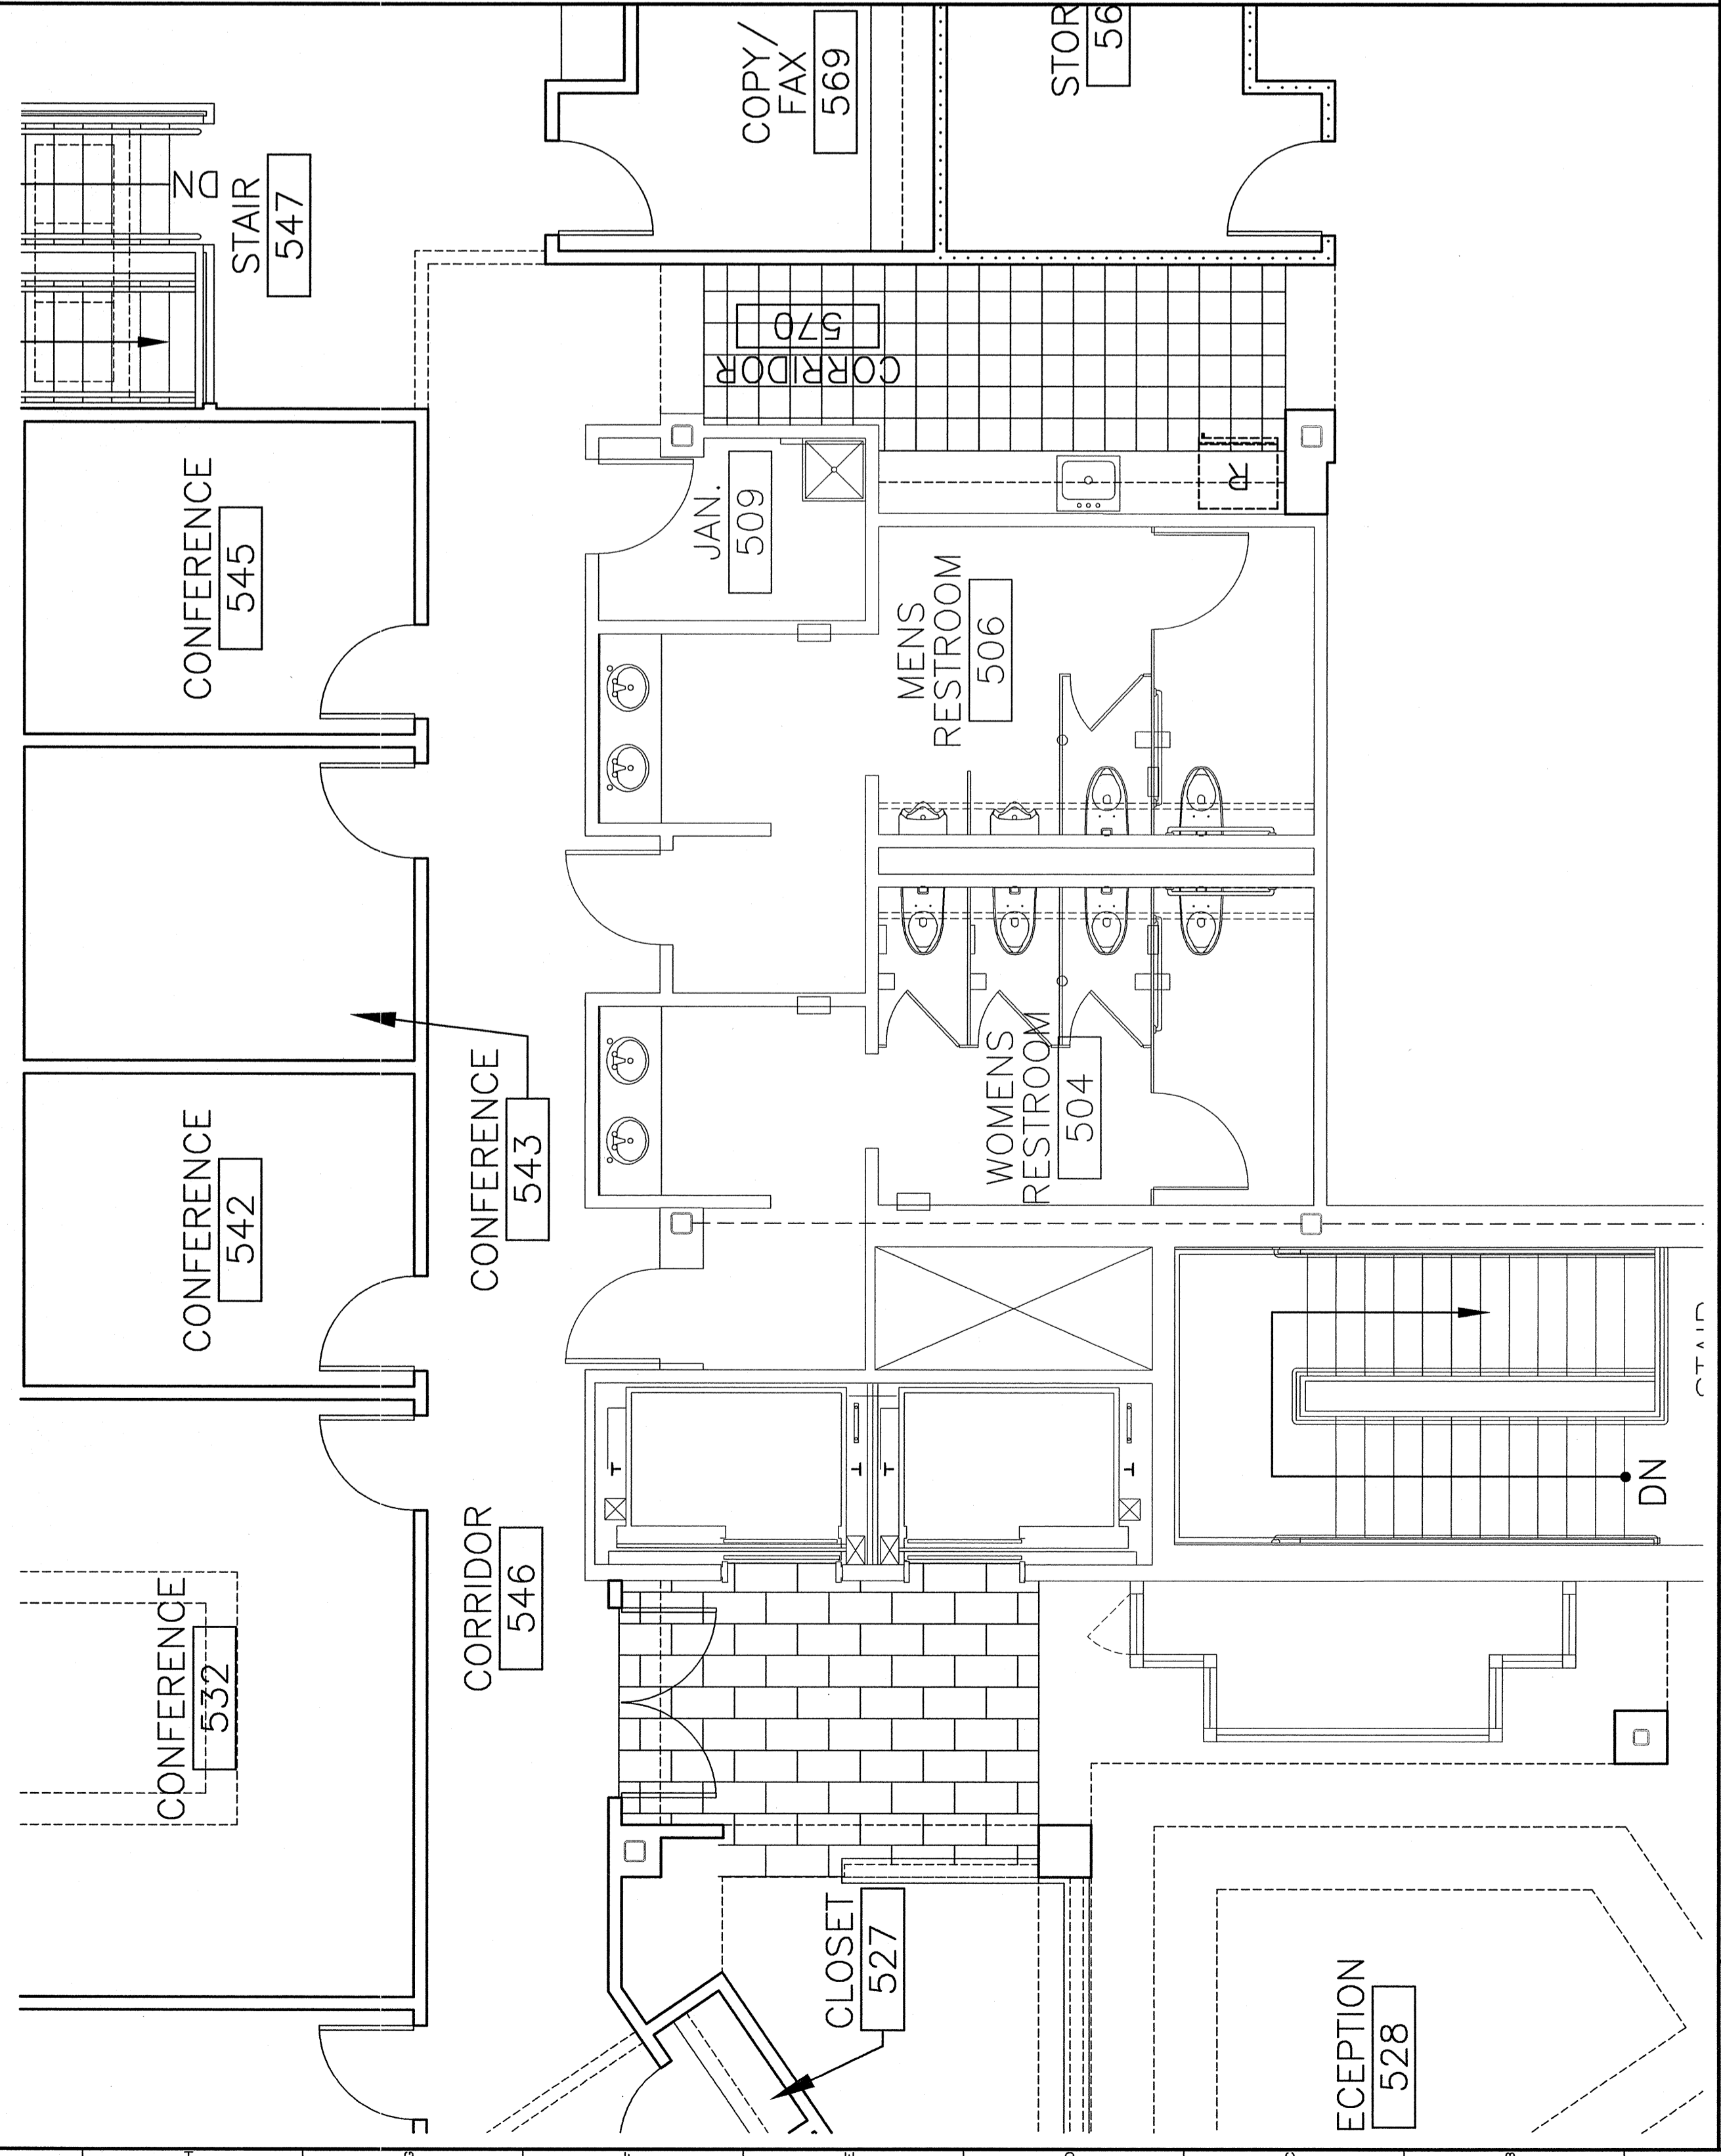 COPY/
FAX
569
STOR
56
DN
STAIR
547
CORRIDOR
570
CONFERENCE
545
JAN.
509
R
MENS
RESTROOM
506
CONFERENCE
543
CONFERENCE
542
WOMENS
RESTROOM
504
DN
CORRIDOR
546
CONFERENCE
532
CLOSET
527
ECEPTION
528